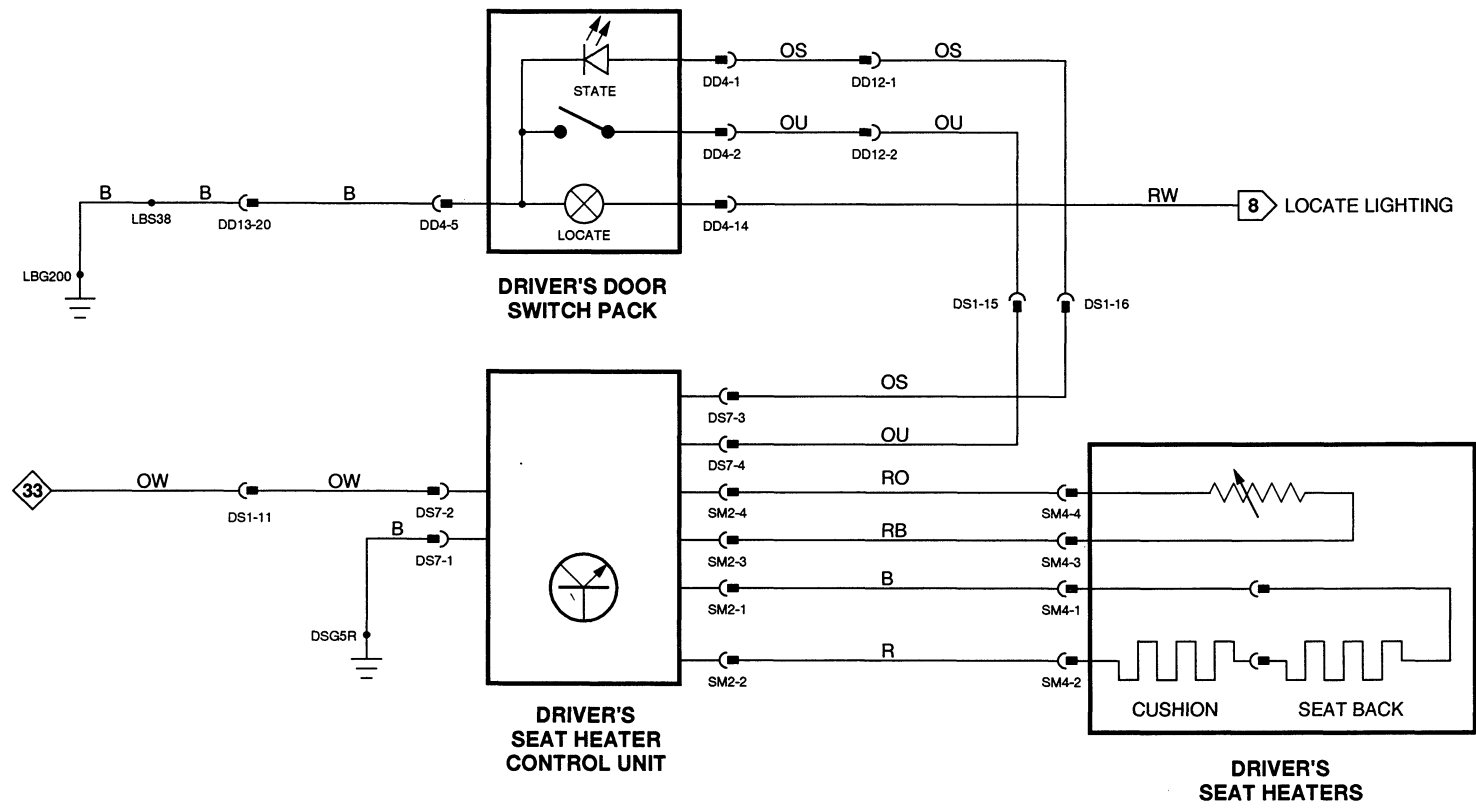 OS
OS
DD4-1
DD12-1
STATE
OU
OU
DD4-2
DD12-2
B
B
B
LBS38
DD13-20
DD4-5
DD4-14
LOCATE
RW
8
LOCATE LIGHTING
LBG200
DRIVER'S DOOR
SWITCH PACK
DS1-15
DS1-16
OS
DS7-3
OU
DS7-4
33
OW
OW
DS1-11
DS7-2
B
DS7-1
DSG5R
RO
SM2-4
SM4-4
RB
SM2-3
SM4-3
B
SM2-1
SM4-1
R
SM2-2
SM4-2
CUSHION
SEAT BACK
DRIVER'S
SEAT HEATER
CONTROL UNIT
DRIVER'S
SEAT HEATERS